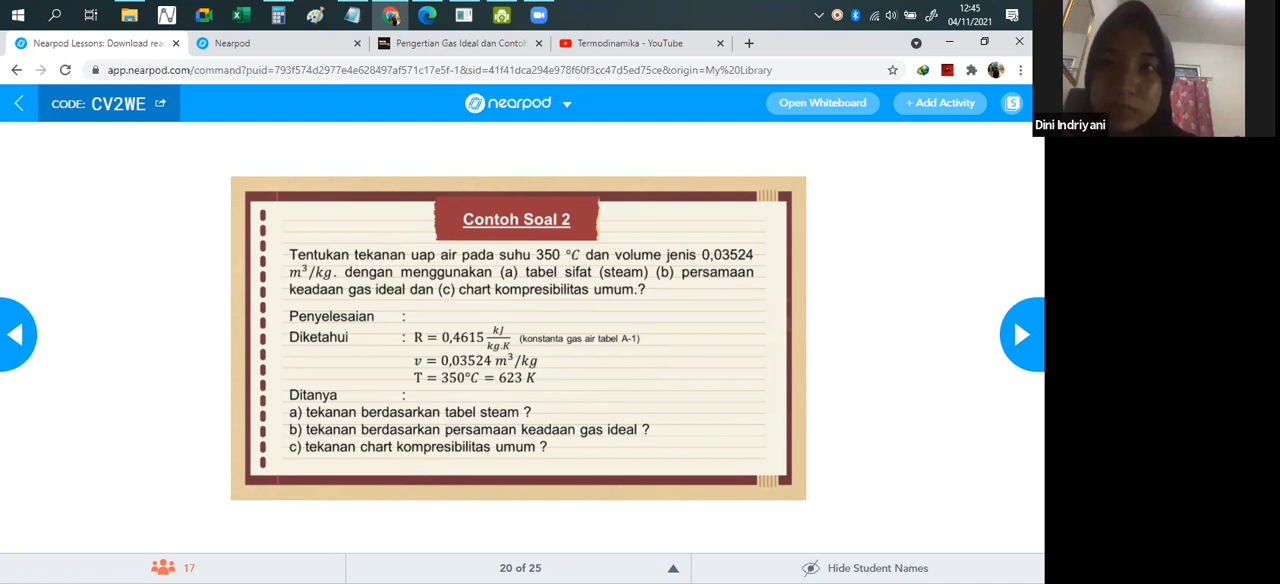 12:45
04/11/2021
Nearpod Lessons: Download rea
Nearpod
Pengertian Gas Ideal dan Contoh
Termodinamika - YouTube
app.nearpod.com/command?puid=793f574d2977e4e628497af571c17e5f-1&sid=41f41dca294e978f60f3cc47d5ed75ce&origin=My%20Library
CODE: CV2WE
nearpod
Open Whiteboard
+ Add Activity
S
Dini Indriyani
Contoh Soal 2
Tentukan tekanan uap air pada suhu 350 °C dan volume jenis 0,03524
m³/kg. dengan menggunakan (a) tabel sifat (steam) (b) persamaan
keadaan gas ideal dan (c) chart kompresibilitas umum.?
Penyelesaian :
Diketahui : R = 0,4615 kJ/kg.K (konstanta gas air tabel A-1)
v = 0,03524 m³/kg
T = 350°C = 623 K
Ditanya :
a) tekanan berdasarkan tabel steam ?
b) tekanan berdasarkan persamaan keadaan gas ideal ?
c) tekanan chart kompresibilitas umum ?
17
20 of 25
Hide Student Names